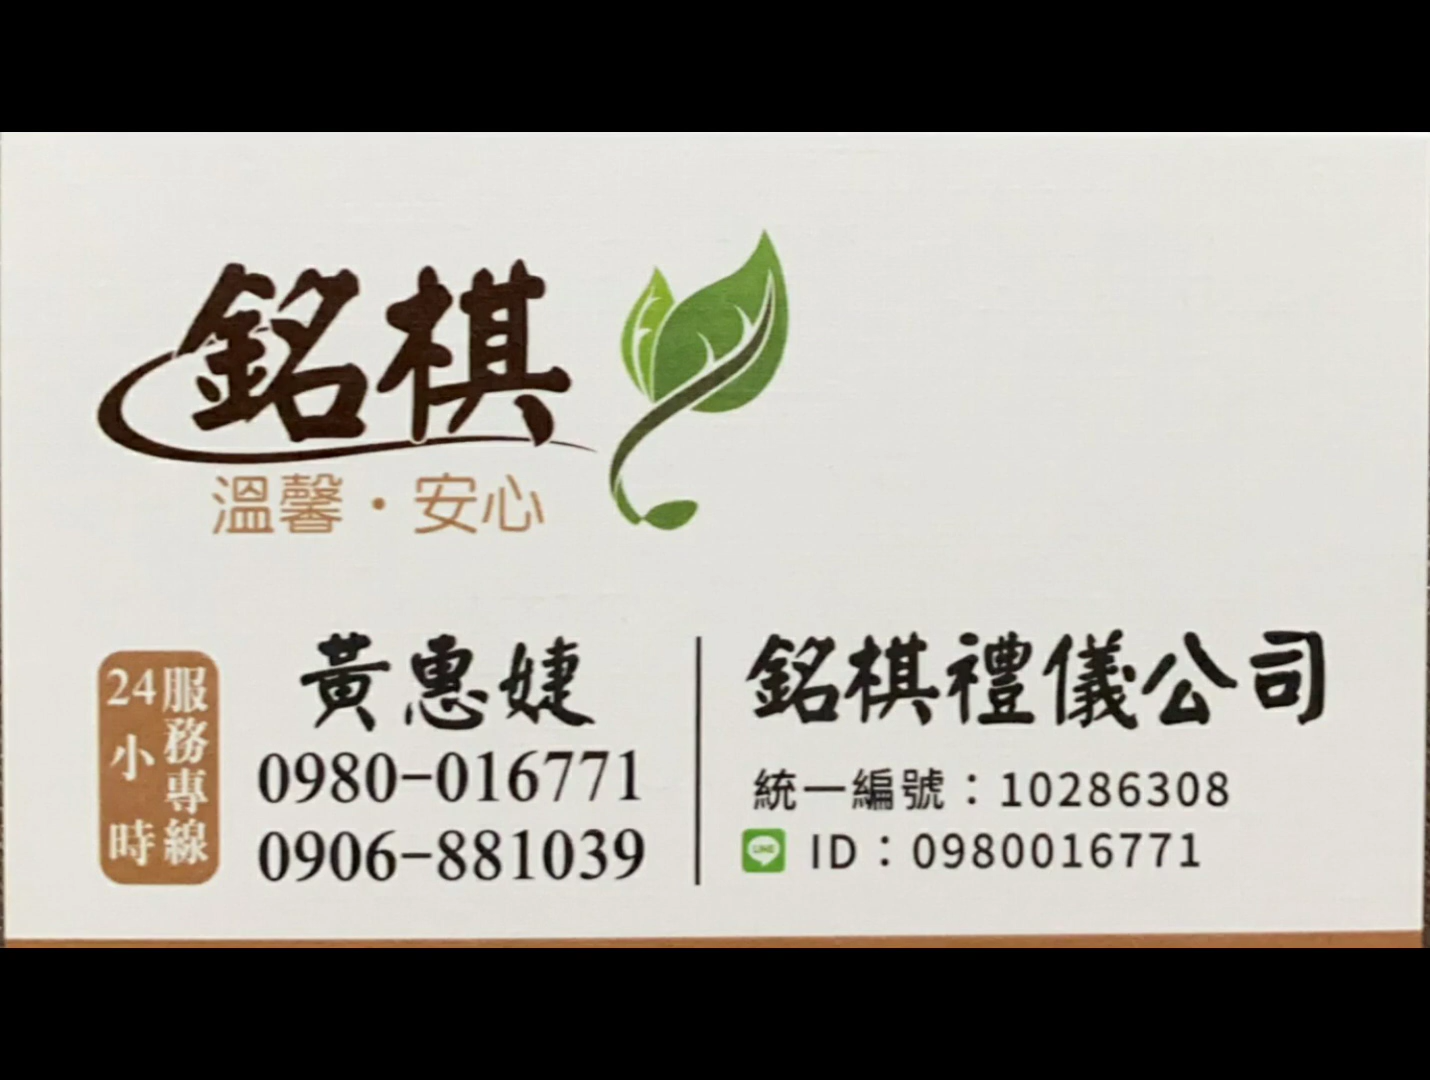 銘棋
溫馨・安心
24小時
服務專線
黃惠婕
0980-016771
0906-881039
銘棋禮儀公司
統一編號：10286308
LINE ID：0980016771